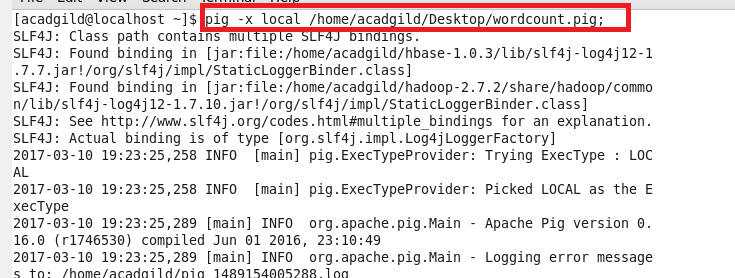 [acadgild@localhost ~]$ pig -x local /home/acadgild/Desktop/wordcount.pig;
SLF4J: Class path contains multiple SLF4J bindings.
SLF4J: Found binding in [jar:file:/home/acadgild/hbase-1.0.3/lib/slf4j-log4j12-1
.7.7.jar!/org/slf4j/impl/StaticLoggerBinder.class]
SLF4J: Found binding in [jar:file:/home/acadgild/hadoop-2.7.2/share/hadoop/commo
n/lib/slf4j-log4j12-1.7.10.jar!/org/slf4j/impl/StaticLoggerBinder.class]
SLF4J: See http://www.slf4j.org/codes.html#multiple_bindings for an explanation.
SLF4J: Actual binding is of type [org.slf4j.impl.Log4jLoggerFactory]
2017-03-10 19:23:25,258 INFO  [main] pig.ExecTypeProvider: Trying ExecType : LOC
AL
2017-03-10 19:23:25,258 INFO  [main] pig.ExecTypeProvider: Picked LOCAL as the E
xecType
2017-03-10 19:23:25,289 [main] INFO  org.apache.pig.Main - Apache Pig version 0.
16.0 (r1746530) compiled Jun 01 2016, 23:10:49
2017-03-10 19:23:25,289 [main] INFO  org.apache.pig.Main - Logging error message
s to: /home/acadgild/pig_1489154005288.log